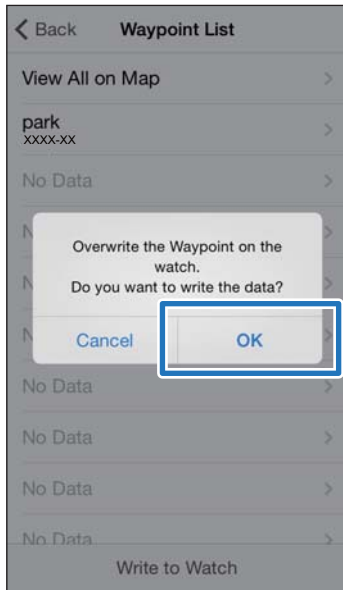 Back Waypoint List
View All on Map
park
XXXX-XX
No Data
N
Overwrite the Waypoint on the
watch.
N
Do you want to write the data?
N
Cancel OK
No Data
No Data
No Data
No Data
Write to Watch